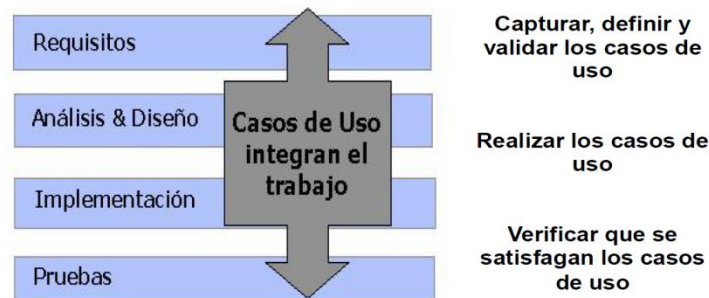 Requisitos
Análisis & Diseño
Implementación
Pruebas
Casos de Uso
integran el
trabajo
Capturar, definir y
validar los casos de
uso
Realizar los casos de
uso
Verificar que se
satisfagan los casos
de uso